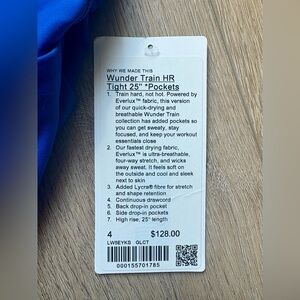 WHY WE MADE THIS
Wunder Train HR
Tight 25" *Pockets
1. Train hard, not hot. Powered by
Everlux™ fabric, this version
of our quick-drying and
breathable Wunder Train
collection has added pockets so
you can get sweaty, stay
focused, and keep your workout
essentials close
2. Our fastest drying fabric,
Everlux™ is ultra-breathable,
four-way stretch, and wicks
away sweat. It feels soft on
the outside and cool and sleek
next to skin
3. Added Lycra® fibre for stretch
and shape retention
4. Continuous drawcord
5. Back drop-in pocket
6. Side drop-in pockets
7. High rise, 25" length
4 $128.00
LW5EYKS GLCT
000155701785